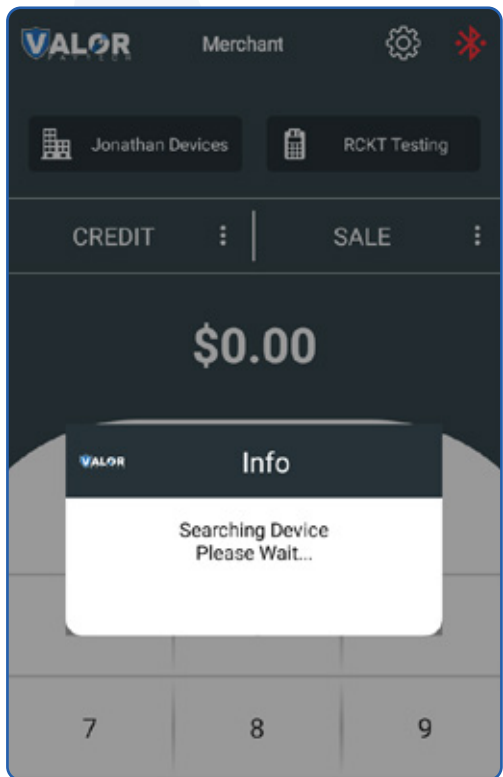 VALOR Merchant
PAYTECH
Jonathan Devices RCKT Testing
CREDIT SALE
$0.00
VALOR Info
Searching Device
Please Wait...
7 8 9